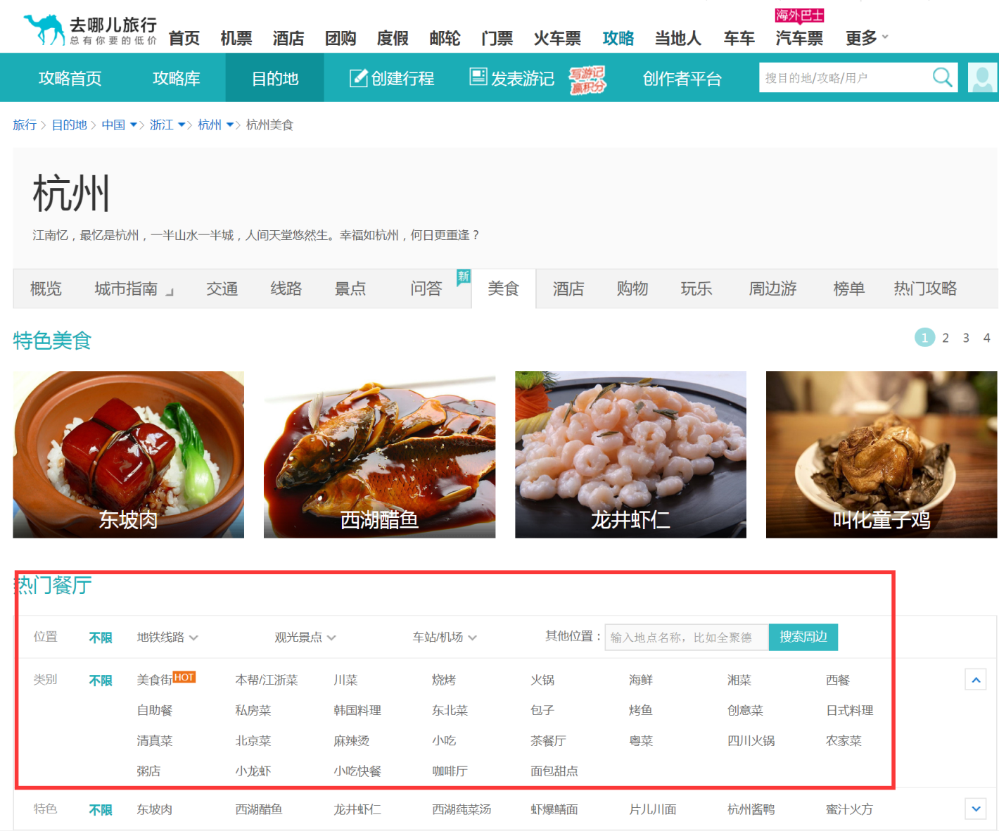 海外巴士
去哪儿旅行
总有你要的低价
首页 机票 酒店 团购 度假 邮轮 门票 火车票 攻略 当地人 车车 汽车票 更多
攻略首页 攻略库 目的地 创建行程 发表游记 写游记 赢积分 创作者平台 搜目的地/攻略/用户
旅行 > 目的地 > 中国 > 浙江 > 杭州 > 杭州美食
杭州
江南忆，最忆是杭州，一半山水一半城，人间天堂悠然生。幸福如杭州，何日更重逢？
概览 城市指南 交通 线路 景点 问答 新 美食 酒店 购物 玩乐 周边游 榜单 热门攻略
特色美食 1 2 3 4
东坡肉 西湖醋鱼 龙井虾仁 叫化童子鸡
热门餐厅
位置 不限 地铁线路 观光景点 车站/机场 其他位置： 输入地点名称，比如全聚德 搜索周边
类别 不限 美食街 HOT 本帮/江浙菜 川菜 烧烤 火锅 海鲜 湘菜 西餐
自助餐 私房菜 韩国料理 东北菜 包子 烤鱼 创意菜 日式料理
清真菜 北京菜 麻辣烫 小吃 茶餐厅 粤菜 四川火锅 农家菜
粥店 小龙虾 小吃快餐 咖啡厅 面包甜点
特色 不限 东坡肉 西湖醋鱼 龙井虾仁 西湖莼菜汤 虾爆鳝面 片儿川面 杭州酱鸭 蜜汁火方